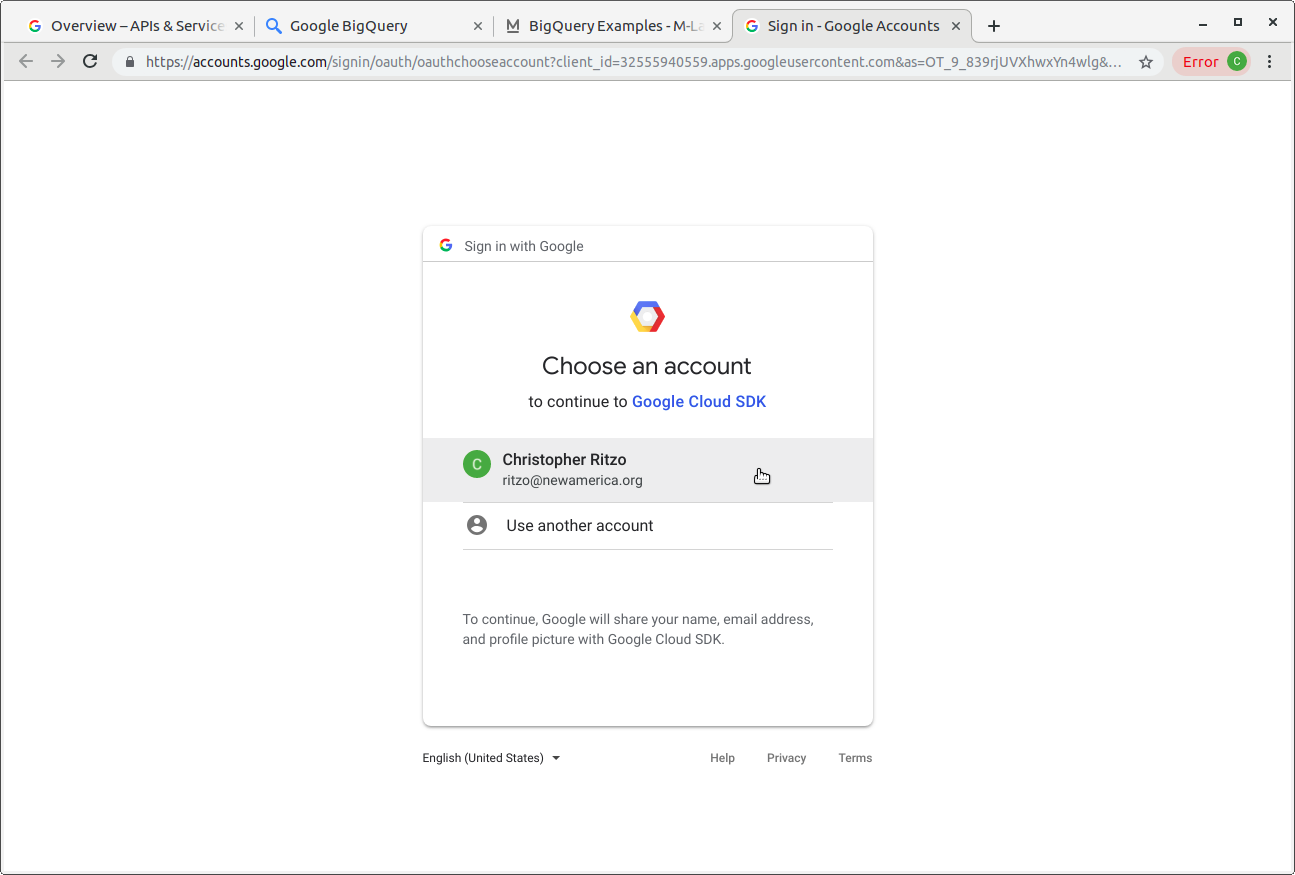 Overview – APIs & Service
Google BigQuery
BigQuery Examples - M-La
Sign in - Google Accounts
https://accounts.google.com/signin/oauth/oauthchooseaccount?client_id=32555940559.apps.googleusercontent.com&as=OT_9_839rjUVXhwxYn4wlg&...
Error C
Sign in with Google
Choose an account
to continue to Google Cloud SDK
C
Christopher Ritzo
ritzo@newamerica.org
Use another account
To continue, Google will share your name, email address,
and profile picture with Google Cloud SDK.
English (United States)
Help Privacy Terms